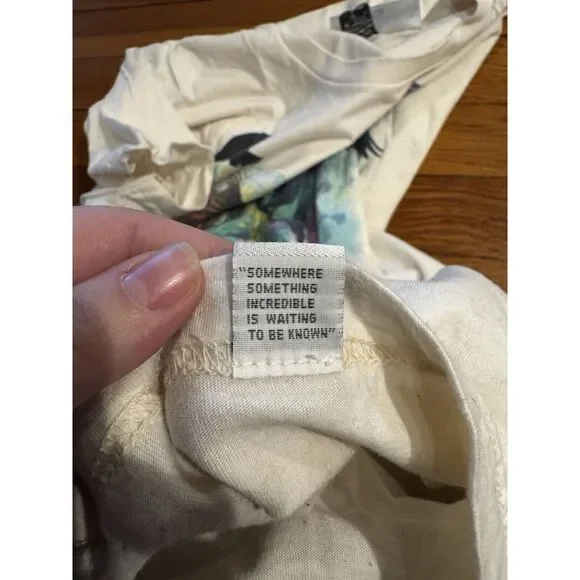 "SOMEWHERE
SOMETHING
INCREDIBLE
IS WAITING
TO BE KNOWN"